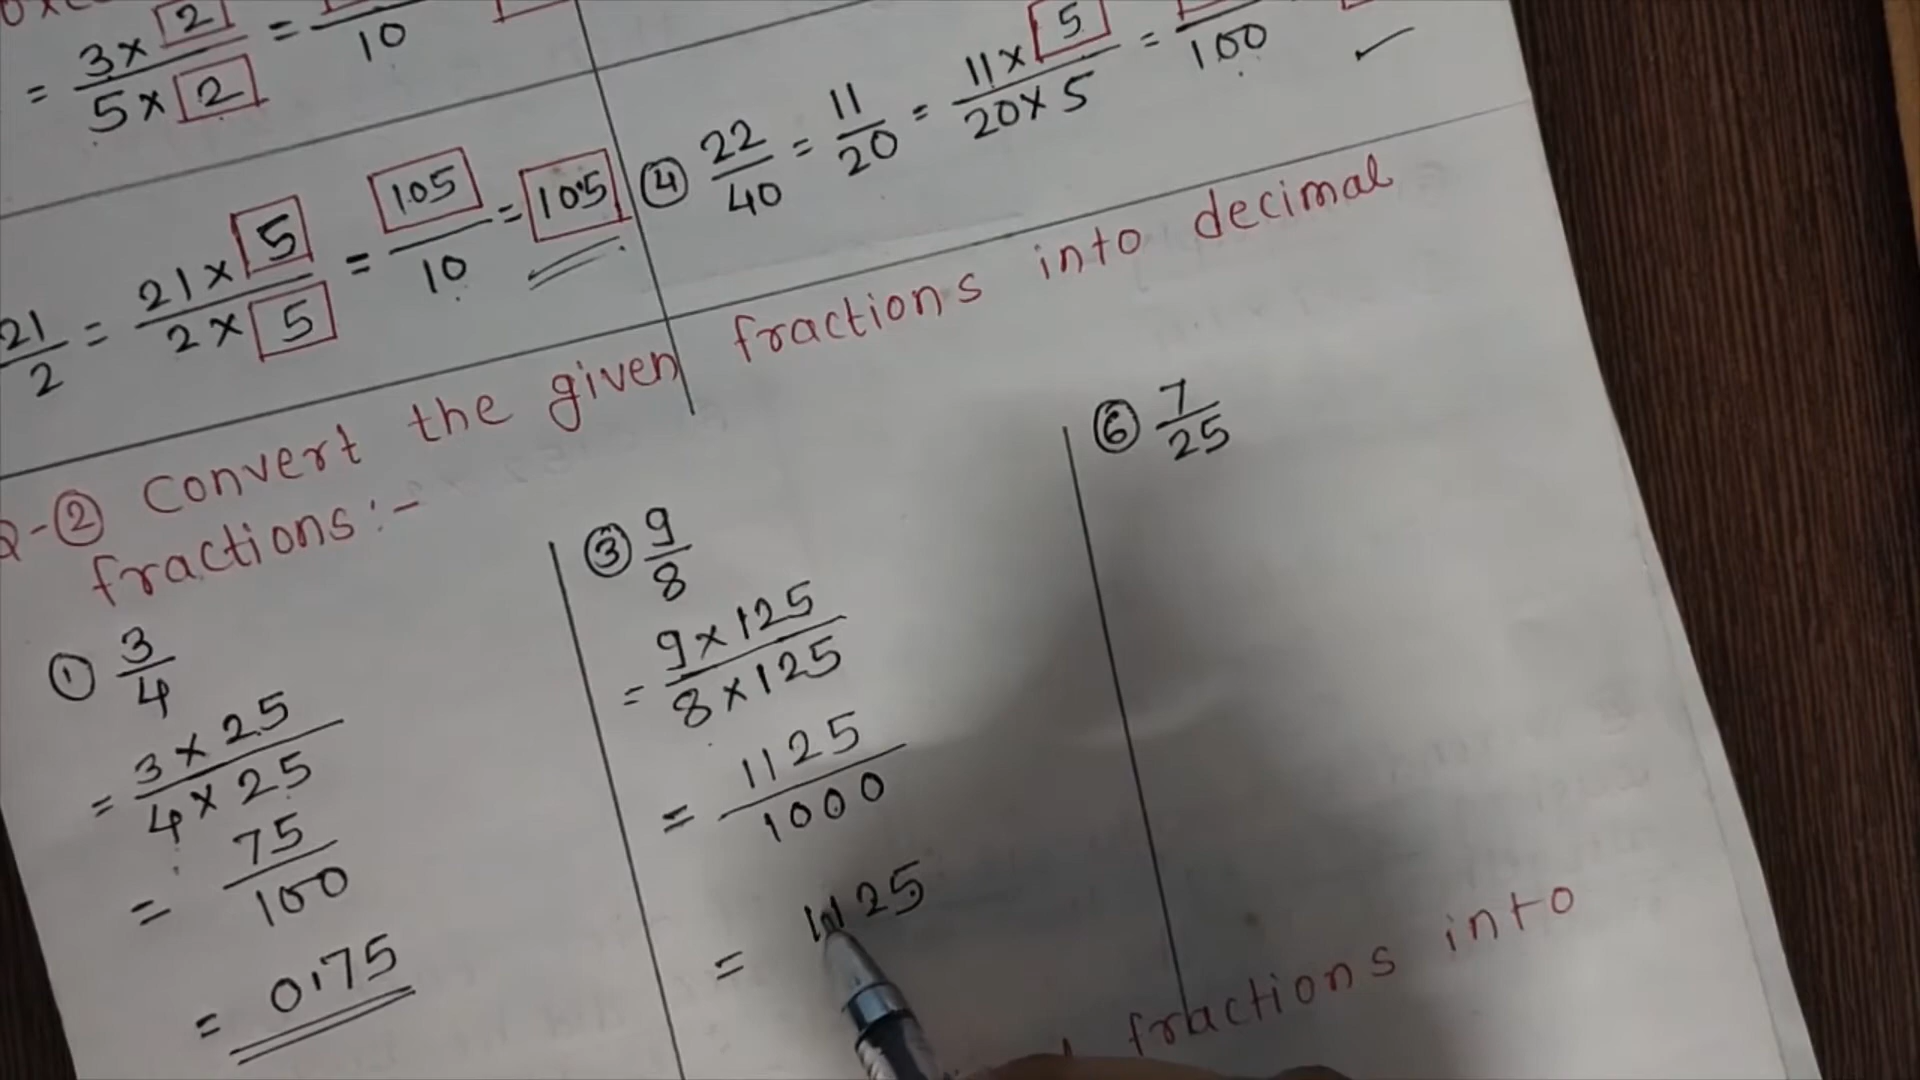 = 3 × 2 / 5 × 2 = / 10
21/2 = 21 × 5 / 2 × 5 = 105/10 = 10.5
④ 22/40 = 11/20 = 11 × 5 / 20 × 5 = / 100
Q-② Convert the given fractions into decimal
fractions :-
① 3/4
= 3 × 25 / 4 × 25
= 75/100
= 0.75
③ 9/8
= 9 × 125 / 8 × 125
= 1125/1000
= 1.125
⑥ 7/25
fractions into